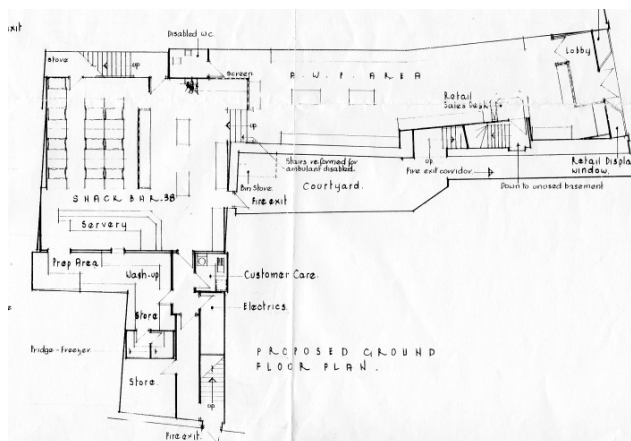 xit
Disabled w.c.
Lobby
Store
up
Screen
A.W.P. AREA
Retail
Sales Desk
up
Stairs reformed for
ambulant disabled.
up
Fire exit corridor.
Retail Displa
window.
Bin Store.
Courtyard.
Down to unused basement
SNACK BAR. 38
Fire exit
Servery
Prep Area
Wash-up
Customer Care.
Store
Electrics.
Fridge-Freezer
PROPOSED GROUND
FLOOR PLAN.
Store.
up
Fire exit.